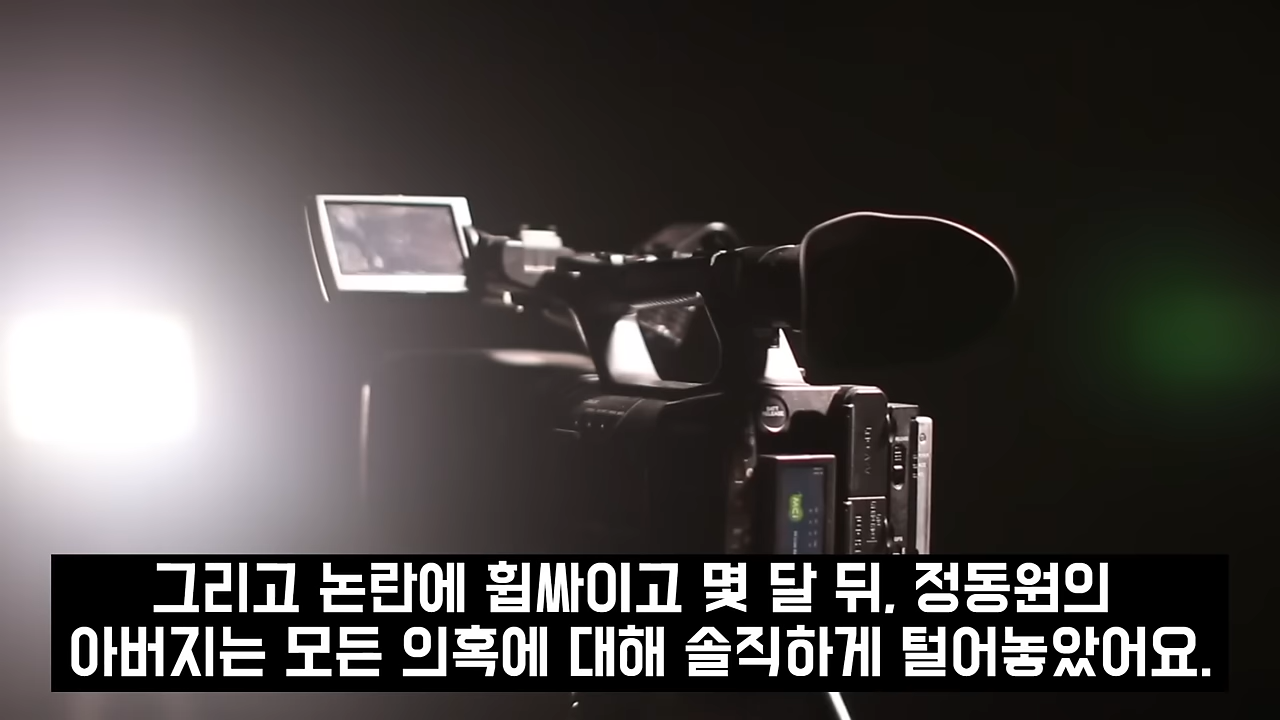 그리고 논란에 휩싸이고 몇 달 뒤, 정동원의
아버지는 모든 의혹에 대해 솔직하게 털어놓았어요.